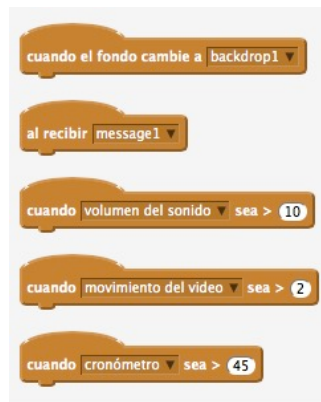 cuando el fondo cambie a backdrop1
al recibir message1
cuando volumen del sonido sea > 10
cuando movimiento del video sea > 2
cuando cronómetro sea > 45